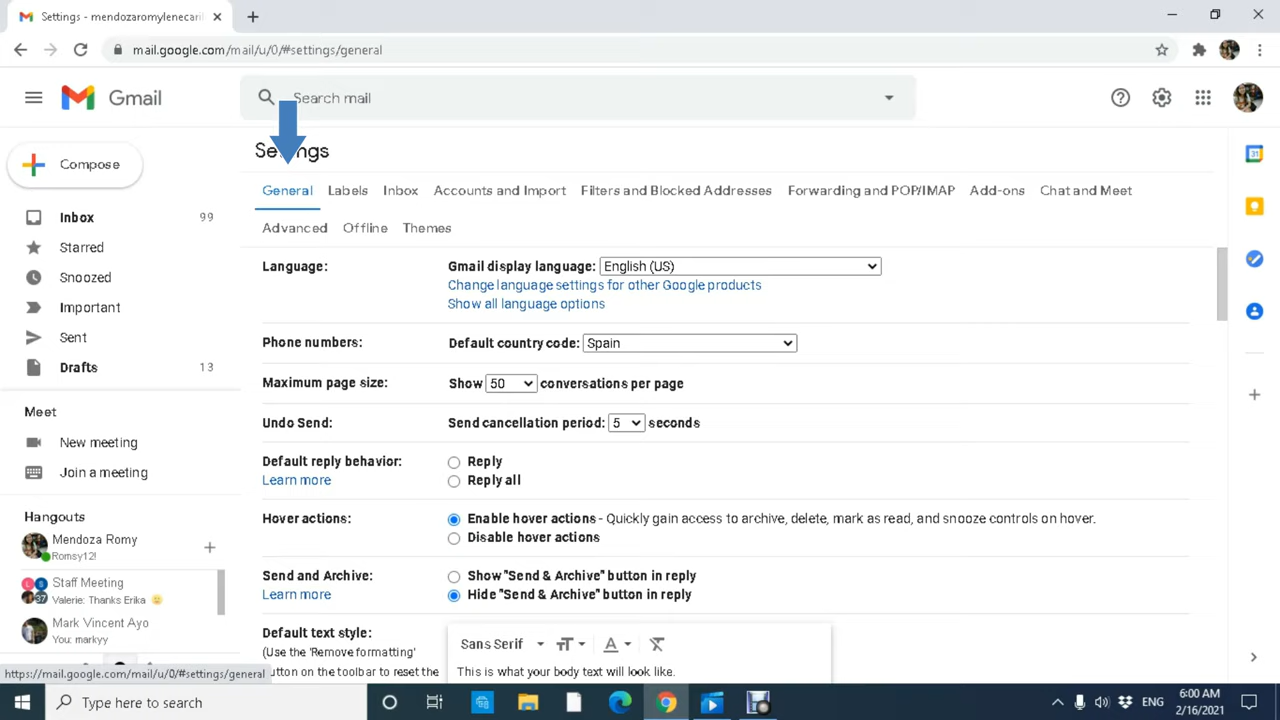 Settings - mendozaromylenecari
mail.google.com/mail/u/0/#settings/general
Gmail
Search mail
Compose
Inbox 99
Starred
Snoozed
Important
Sent
Drafts 13
Meet
New meeting
Join a meeting
Hangouts
Mendoza Romy
Romsy12!
Staff Meeting
Valerie: Thanks Erika
Mark Vincent Ayo
You: markyy
https://mail.google.com/mail/u/0/#settings/general
Settings
General Labels Inbox Accounts and Import Filters and Blocked Addresses Forwarding and POP/IMAP Add-ons Chat and Meet
Advanced Offline Themes
Language: Gmail display language: English (US)
Change language settings for other Google products
Show all language options
Phone numbers: Default country code: Spain
Maximum page size: Show 50 conversations per page
Undo Send: Send cancellation period: 5 seconds
Default reply behavior: Reply
Learn more Reply all
Hover actions: Enable hover actions - Quickly gain access to archive, delete, mark as read, and snooze controls on hover.
Disable hover actions
Send and Archive: Show "Send & Archive" button in reply
Learn more Hide "Send & Archive" button in reply
Default text style: Sans Serif
(Use the 'Remove formatting'
button on the toolbar to reset the This is what your body text will look like.
31
Type here to search
ENG
6:00 AM
2/16/2021